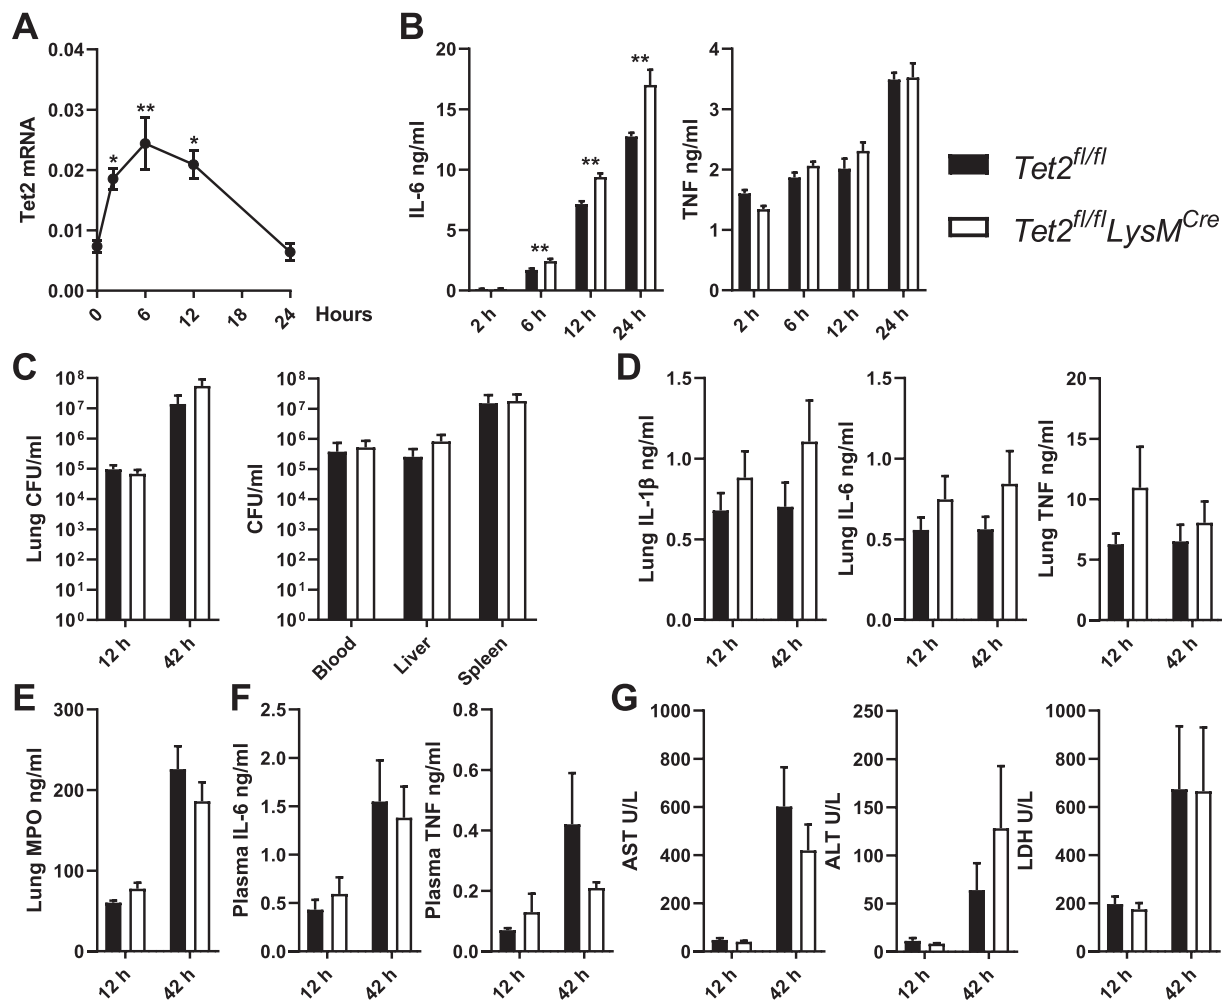 A
Tet2 mRNA
0.04
0.03
0.02
0.01
0.00
*
**
*
0
6
12
18
24
Hours
B
IL-6 ng/ml
20
15
10
5
0
**
**
**
2 h
6 h
12 h
24 h
TNF ng/ml
4
3
2
1
0
2 h
6 h
12 h
24 h
Tet2fl/fl
Tet2fl/flLysMCre
C
Lung CFU/ml
10⁸
10⁷
10⁶
10⁵
10⁴
10³
10²
10¹
10⁰
12 h
42 h
CFU/ml
10⁸
10⁷
10⁶
10⁵
10⁴
10³
10²
10¹
10⁰
Blood
Liver
Spleen
D
Lung IL-1β ng/ml
1.5
1.0
0.5
0.0
12 h
42 h
Lung IL-6 ng/ml
1.5
1.0
0.5
0.0
12 h
42 h
Lung TNF ng/ml
20
15
10
5
0
12 h
42 h
E
Lung MPO ng/ml
300
200
100
0
12 h
42 h
F
Plasma IL-6 ng/ml
2.5
2.0
1.5
1.0
0.5
0.0
12 h
42 h
Plasma TNF ng/ml
0.8
0.6
0.4
0.2
0.0
12 h
42 h
G
AST U/L
1000
800
600
400
200
0
12 h
42 h
ALT U/L
250
200
150
100
50
0
12 h
42 h
LDH U/L
1000
800
600
400
200
0
12 h
42 h